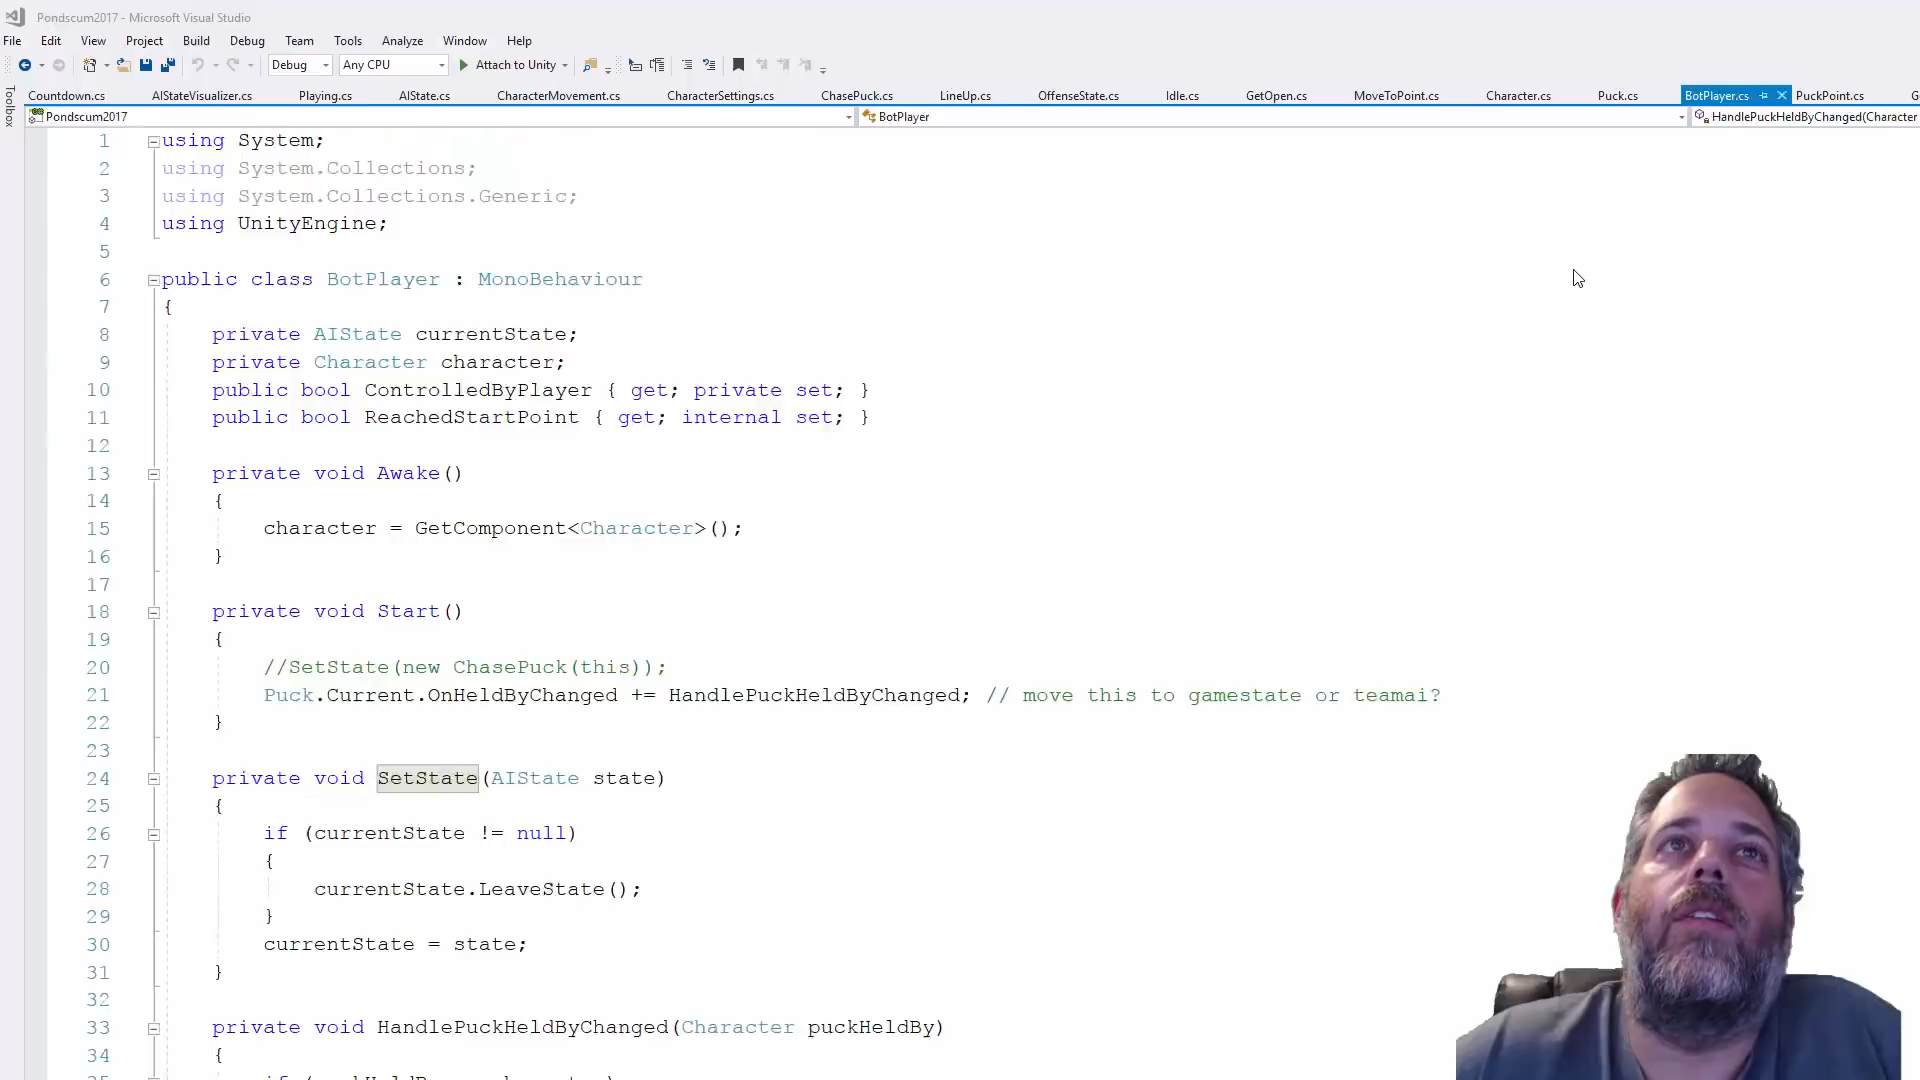 Pondscum2017 - Microsoft Visual Studio
File Edit View Project Build Debug Team Tools Analyze Window Help
Debug Any CPU Attach to Unity
Toolbox
Countdown.cs AIStateVisualizer.cs Playing.cs AIState.cs CharacterMovement.cs CharacterSettings.cs ChasePuck.cs LineUp.cs OffenseState.cs Idle.cs GetOpen.cs MoveToPoint.cs Character.cs Puck.cs BotPlayer.cs PuckPoint.cs
Pondscum2017 BotPlayer HandlePuckHeldByChanged(Character
1 using System;
2 using System.Collections;
3 using System.Collections.Generic;
4 using UnityEngine;
5
6 public class BotPlayer : MonoBehaviour
7 {
8 private AIState currentState;
9 private Character character;
10 public bool ControlledByPlayer { get; private set; }
11 public bool ReachedStartPoint { get; internal set; }
12
13 private void Awake()
14 {
15 character = GetComponent<Character>();
16 }
17
18 private void Start()
19 {
20 //SetState(new ChasePuck(this));
21 Puck.Current.OnHeldByChanged += HandlePuckHeldByChanged; // move this to gamestate or teamai?
22 }
23
24 private void SetState(AIState state)
25 {
26 if (currentState != null)
27 {
28 currentState.LeaveState();
29 }
30 currentState = state;
31 }
32
33 private void HandlePuckHeldByChanged(Character puckHeldBy)
34 {